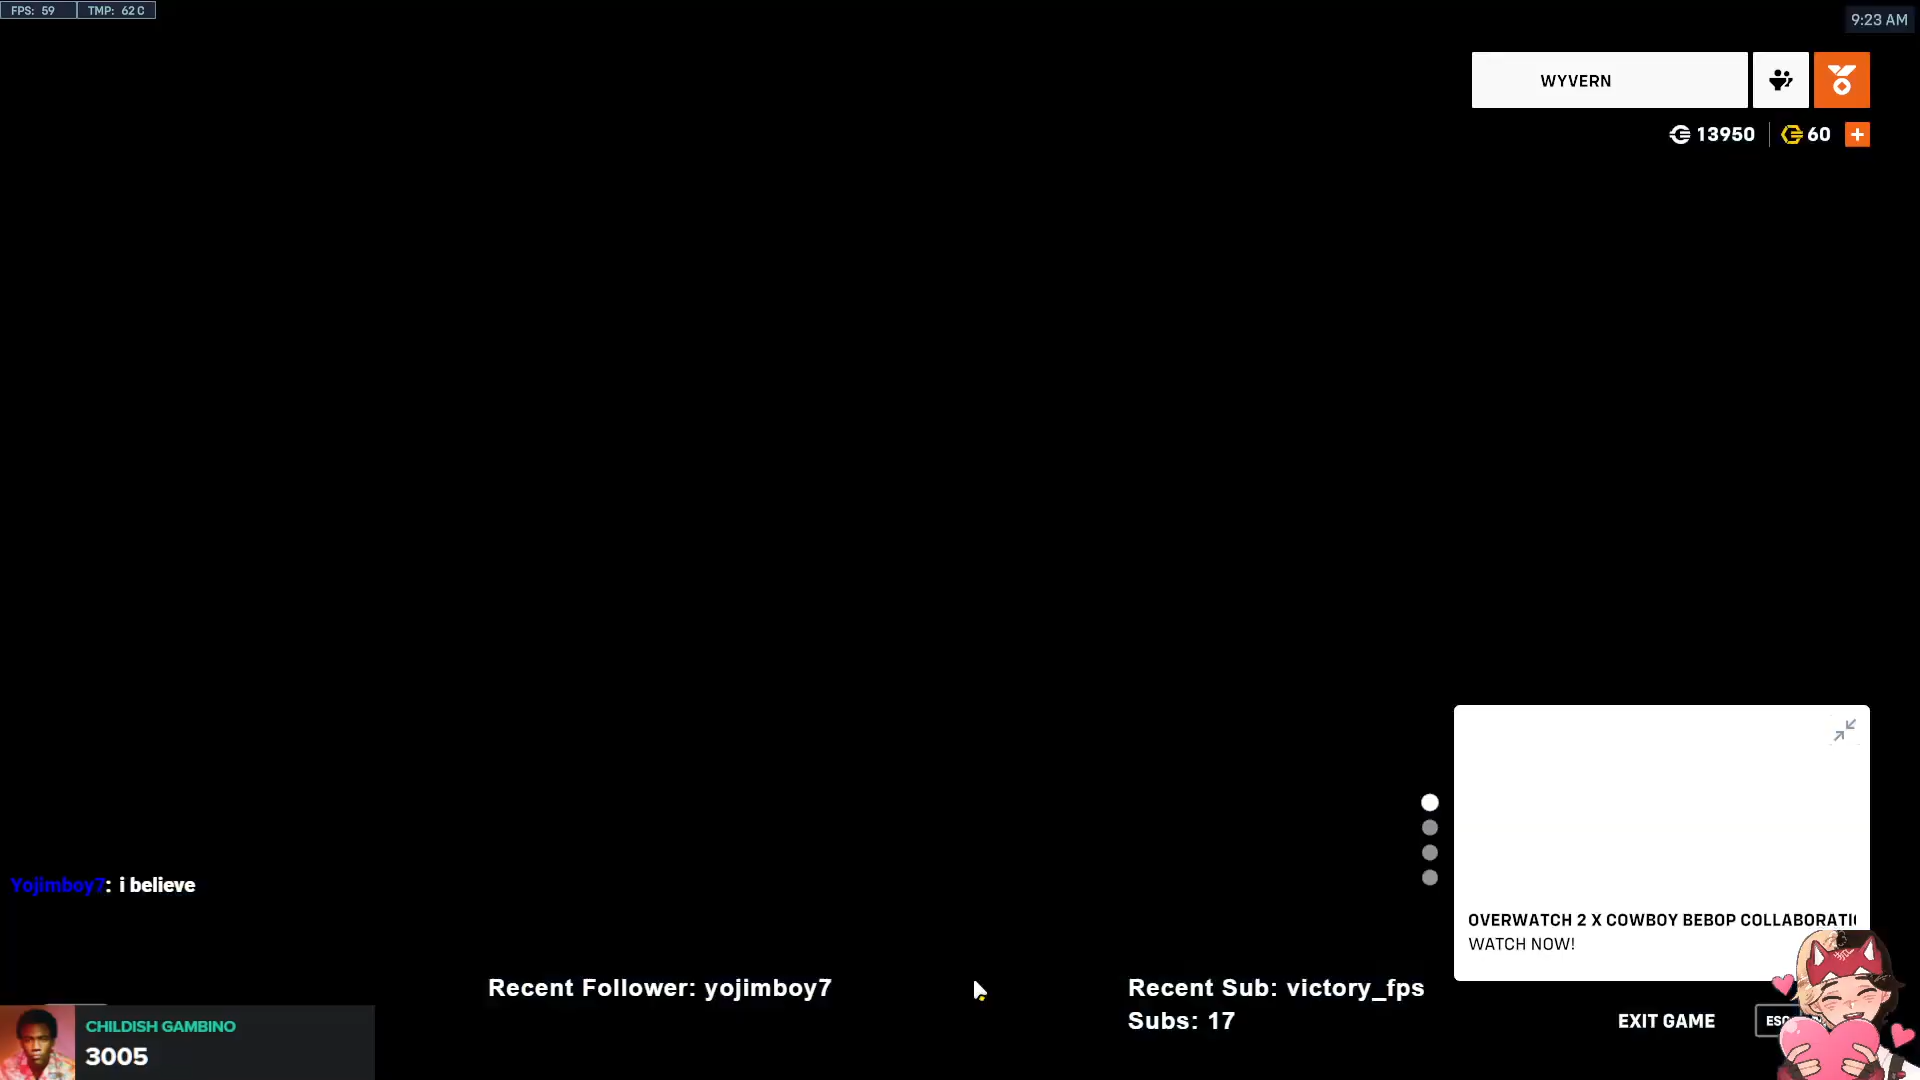 FPS: 59
TMP: 62 C
9:23 AM
WYVERN
13950
60
Yojimboy7: i believe
OVERWATCH 2 X COWBOY BEBOP COLLABORATI
WATCH NOW!
Recent Follower: yojimboy7
Recent Sub: victory_fps
Subs: 17
CHILDISH GAMBINO
3005
EXIT GAME
ESC